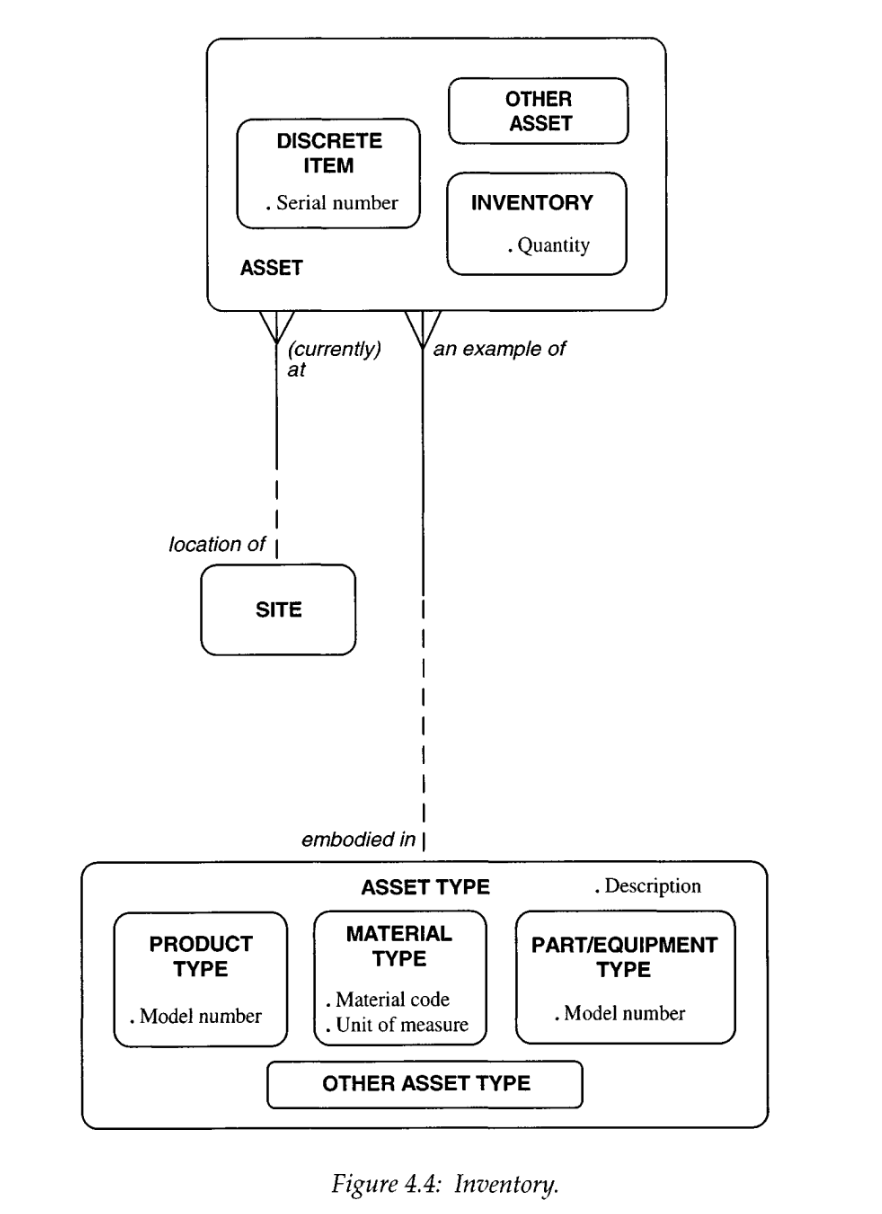 OTHER
ASSET
DISCRETE
ITEM
. Serial number
INVENTORY
. Quantity
ASSET
(currently)
at
an example of
location of
SITE
embodied in
ASSET TYPE
. Description
PRODUCT
TYPE
. Model number
MATERIAL
TYPE
. Material code
. Unit of measure
PART/EQUIPMENT
TYPE
. Model number
OTHER ASSET TYPE
Figure 4.4: Inventory.